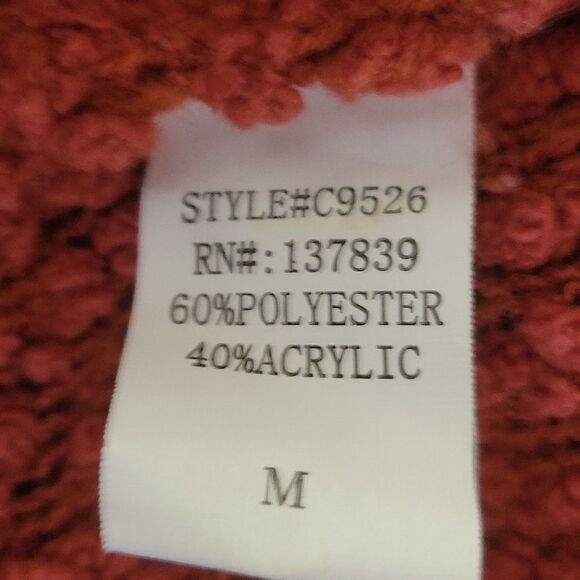 STYLE#C9526
RN#:137839
60%POLYESTER
40%ACRYLIC
M